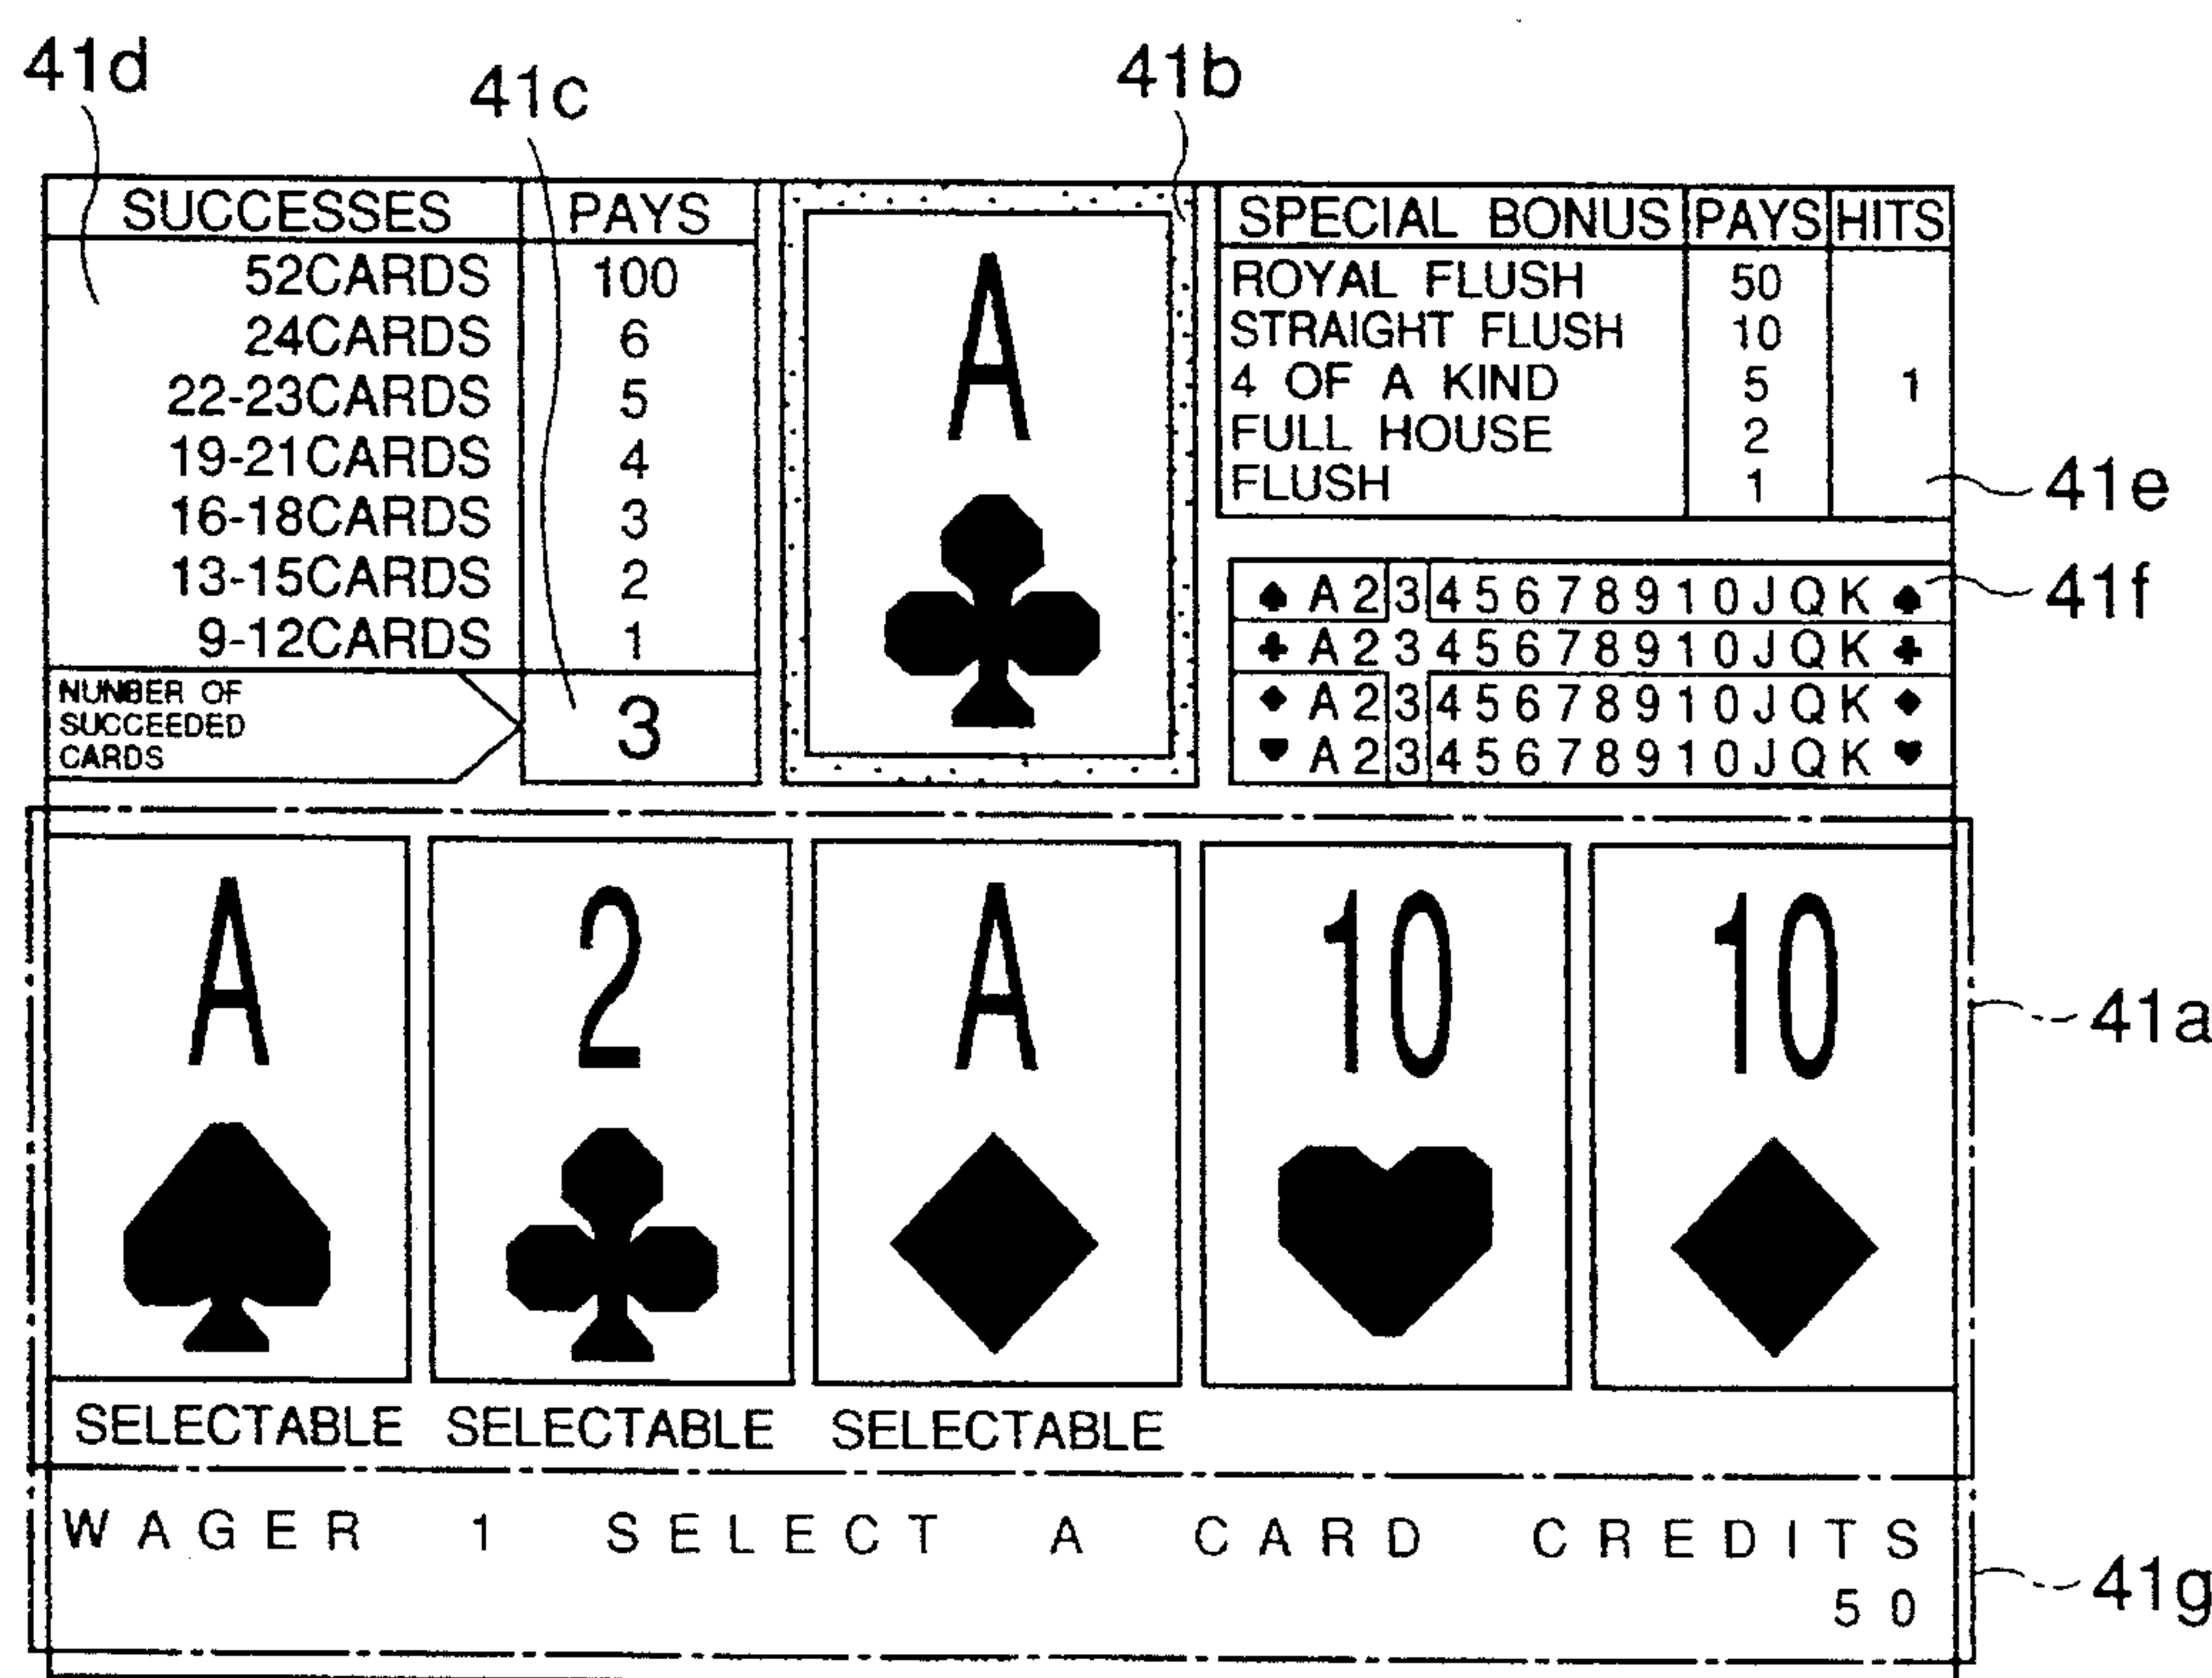 41d 41c 41b
SUCCESSES PAYS
52CARDS 100
24CARDS 6
22-23CARDS 5
19-21CARDS 4
16-18CARDS 3
13-15CARDS 2
9-12CARDS 1
NUNBER OF
SUCCEEDED
CARDS
3
A
SPECIAL BONUS PAYS HITS
ROYAL FLUSH 50
STRAIGHT FLUSH 10
4 OF A KIND 5 1
FULL HOUSE 2
FLUSH 1
41e
♠ A 2 3 4 5 6 7 8 9 10 J Q K ♠
♣ A 2 3 4 5 6 7 8 9 10 J Q K ♣
♦ A 2 3 4 5 6 7 8 9 10 J Q K ♦
♥ A 2 3 4 5 6 7 8 9 10 J Q K ♥
41f
A 2 A 10 10
41a
SELECTABLE SELECTABLE SELECTABLE
WAGER 1 SELECT A CARD CREDITS
50
41g